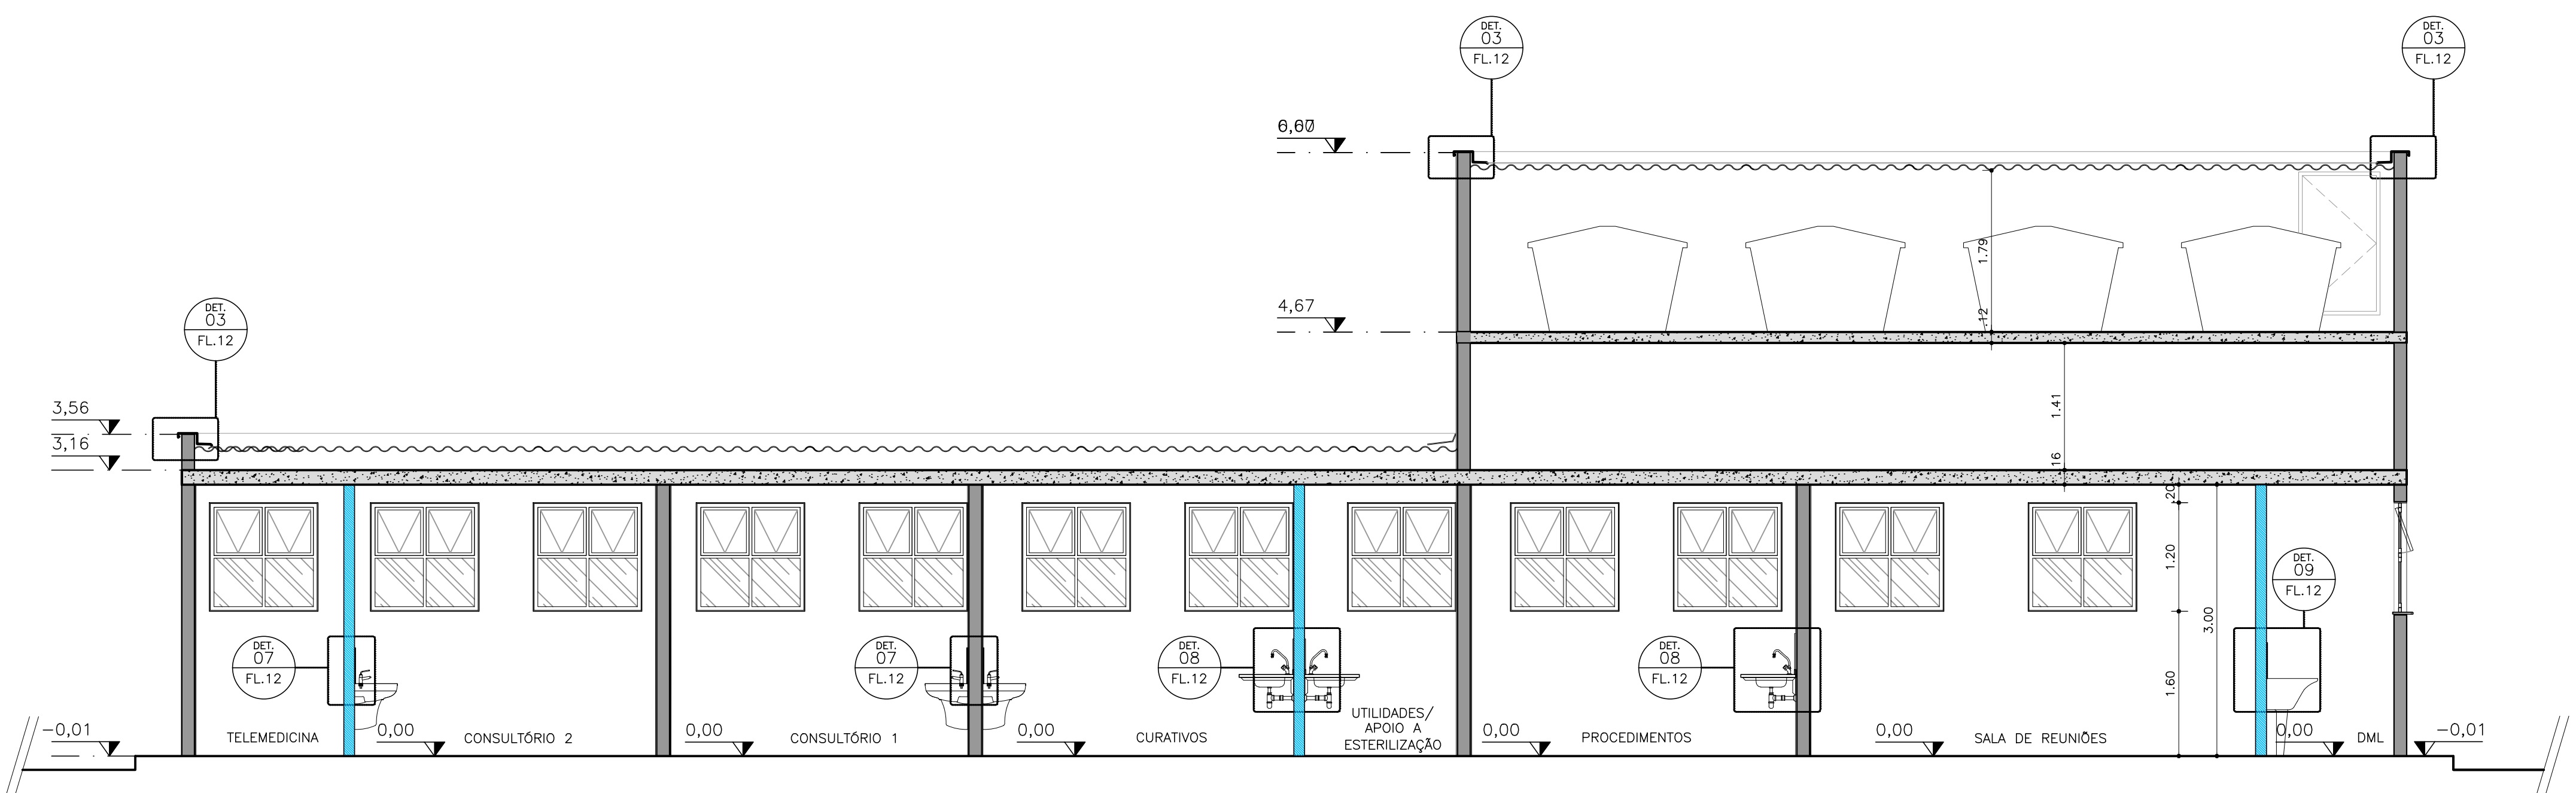 DET.
03
FL.12
DET.
03
FL.12
4,67
1.79
.12
DET.
03
FL.12
3,56
3,16
1.41
16
.20
1.20
3.00
1.60
DET.
09
FL.12
DET.
07
FL.12
DET.
07
FL.12
DET.
08
FL.12
DET.
08
FL.12
-0,01
TELEMEDICINA
0,00
CONSULTÓRIO 2
0,00
CONSULTÓRIO 1
0,00
CURATIVOS
UTILIDADES/
APOIO A
ESTERILIZAÇÃO
0,00
PROCEDIMENTOS
0,00
SALA DE REUNIÕES
0,00
DML
-0,01